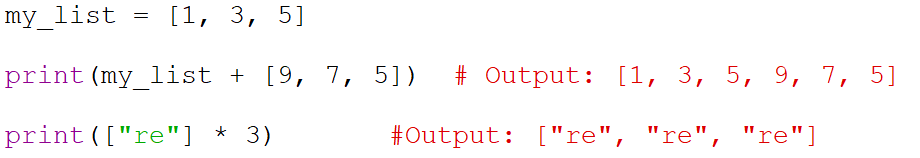 my_list = [1, 3, 5]
print(my_list + [9, 7, 5])  # Output: [1, 3, 5, 9, 7, 5]
print(["re"] * 3)       #Output: ["re", "re", "re"]